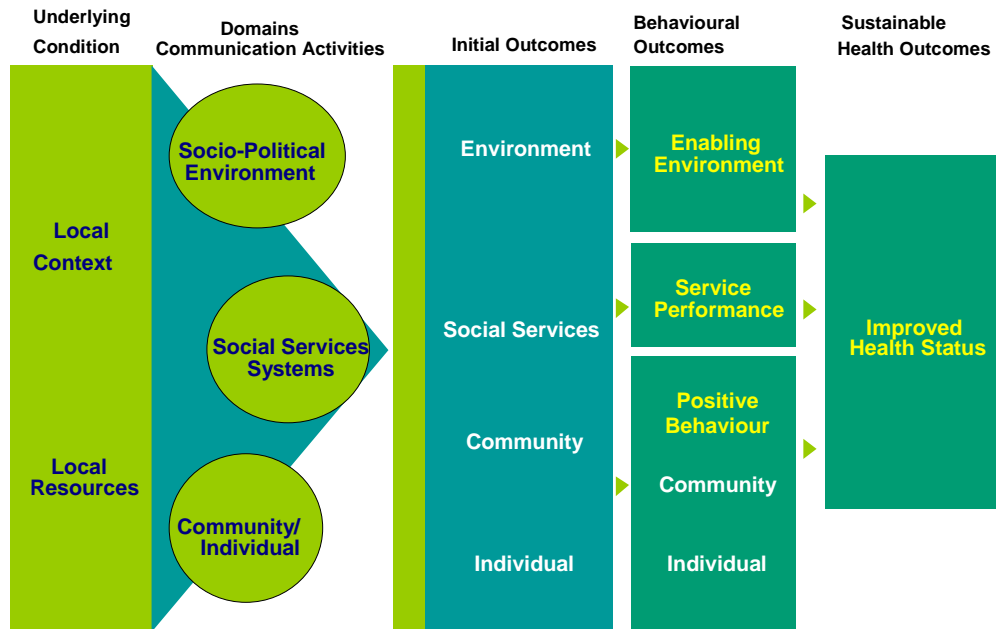 Underlying
Condition
Domains
Communication Activities
Initial Outcomes
Behavioural
Outcomes
Sustainable
Health Outcomes
Local
Context
Local
Resources
Socio-Political
Environment
Social Services
Systems
Community/
Individual
Environment
Social Services
Community
Individual
Enabling
Environment
Service
Performance
Positive
Behaviour
Community
Individual
Improved
Health Status